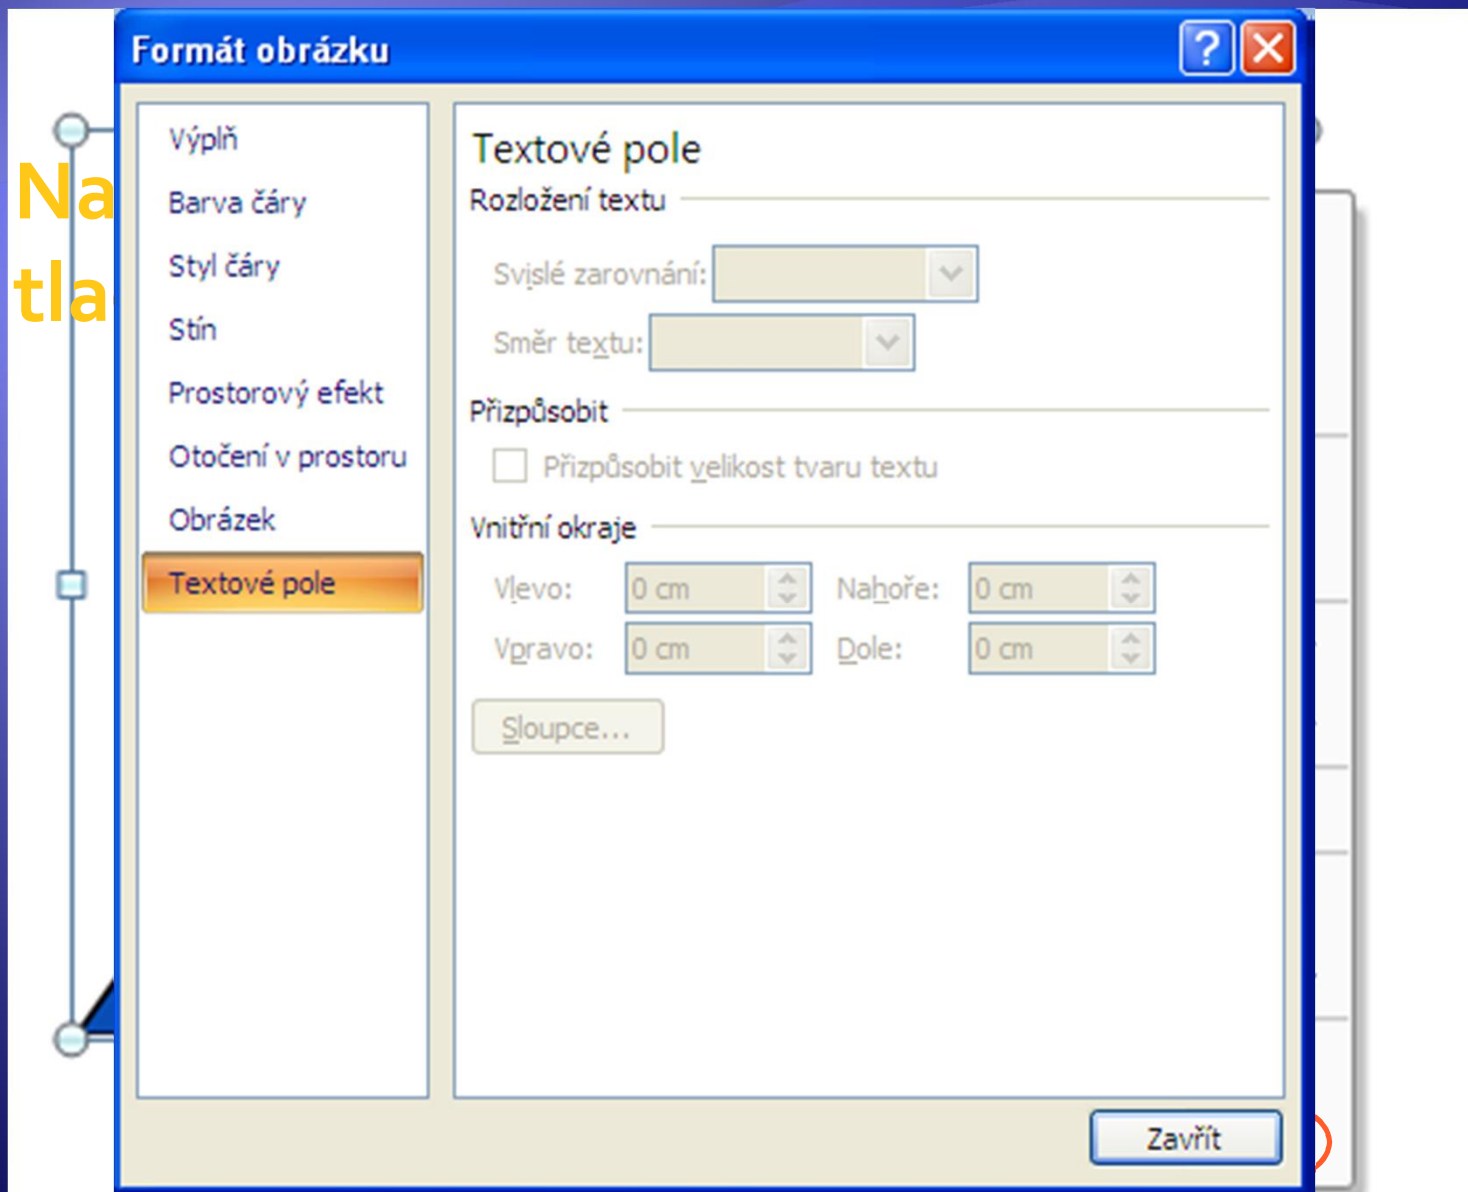 Formát obrázku
Na
tla
Výplň
Barva čáry
Styl čáry
Stín
Prostorový efekt
Otočení v prostoru
Obrázek
Textové pole
Textové pole
Rozložení textu
Svislé zarovnání:
Směr textu:
Přizpůsobit
Přizpůsobit velikost tvaru textu
Vnitřní okraje
Vlevo: 0 cm Nahoře: 0 cm
Vpravo: 0 cm Dole: 0 cm
Sloupce...
Zavřít